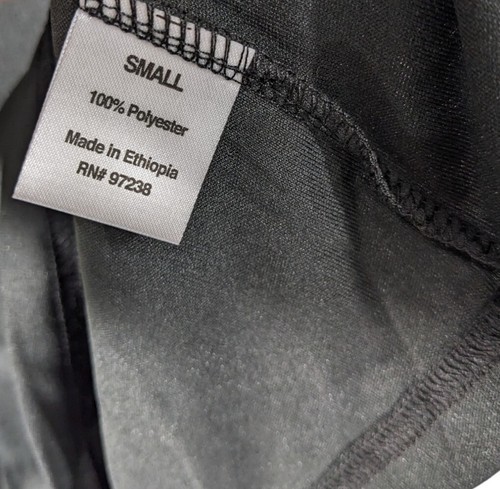 SMALL
100% Polyester
Made in Ethiopia
RN# 97238